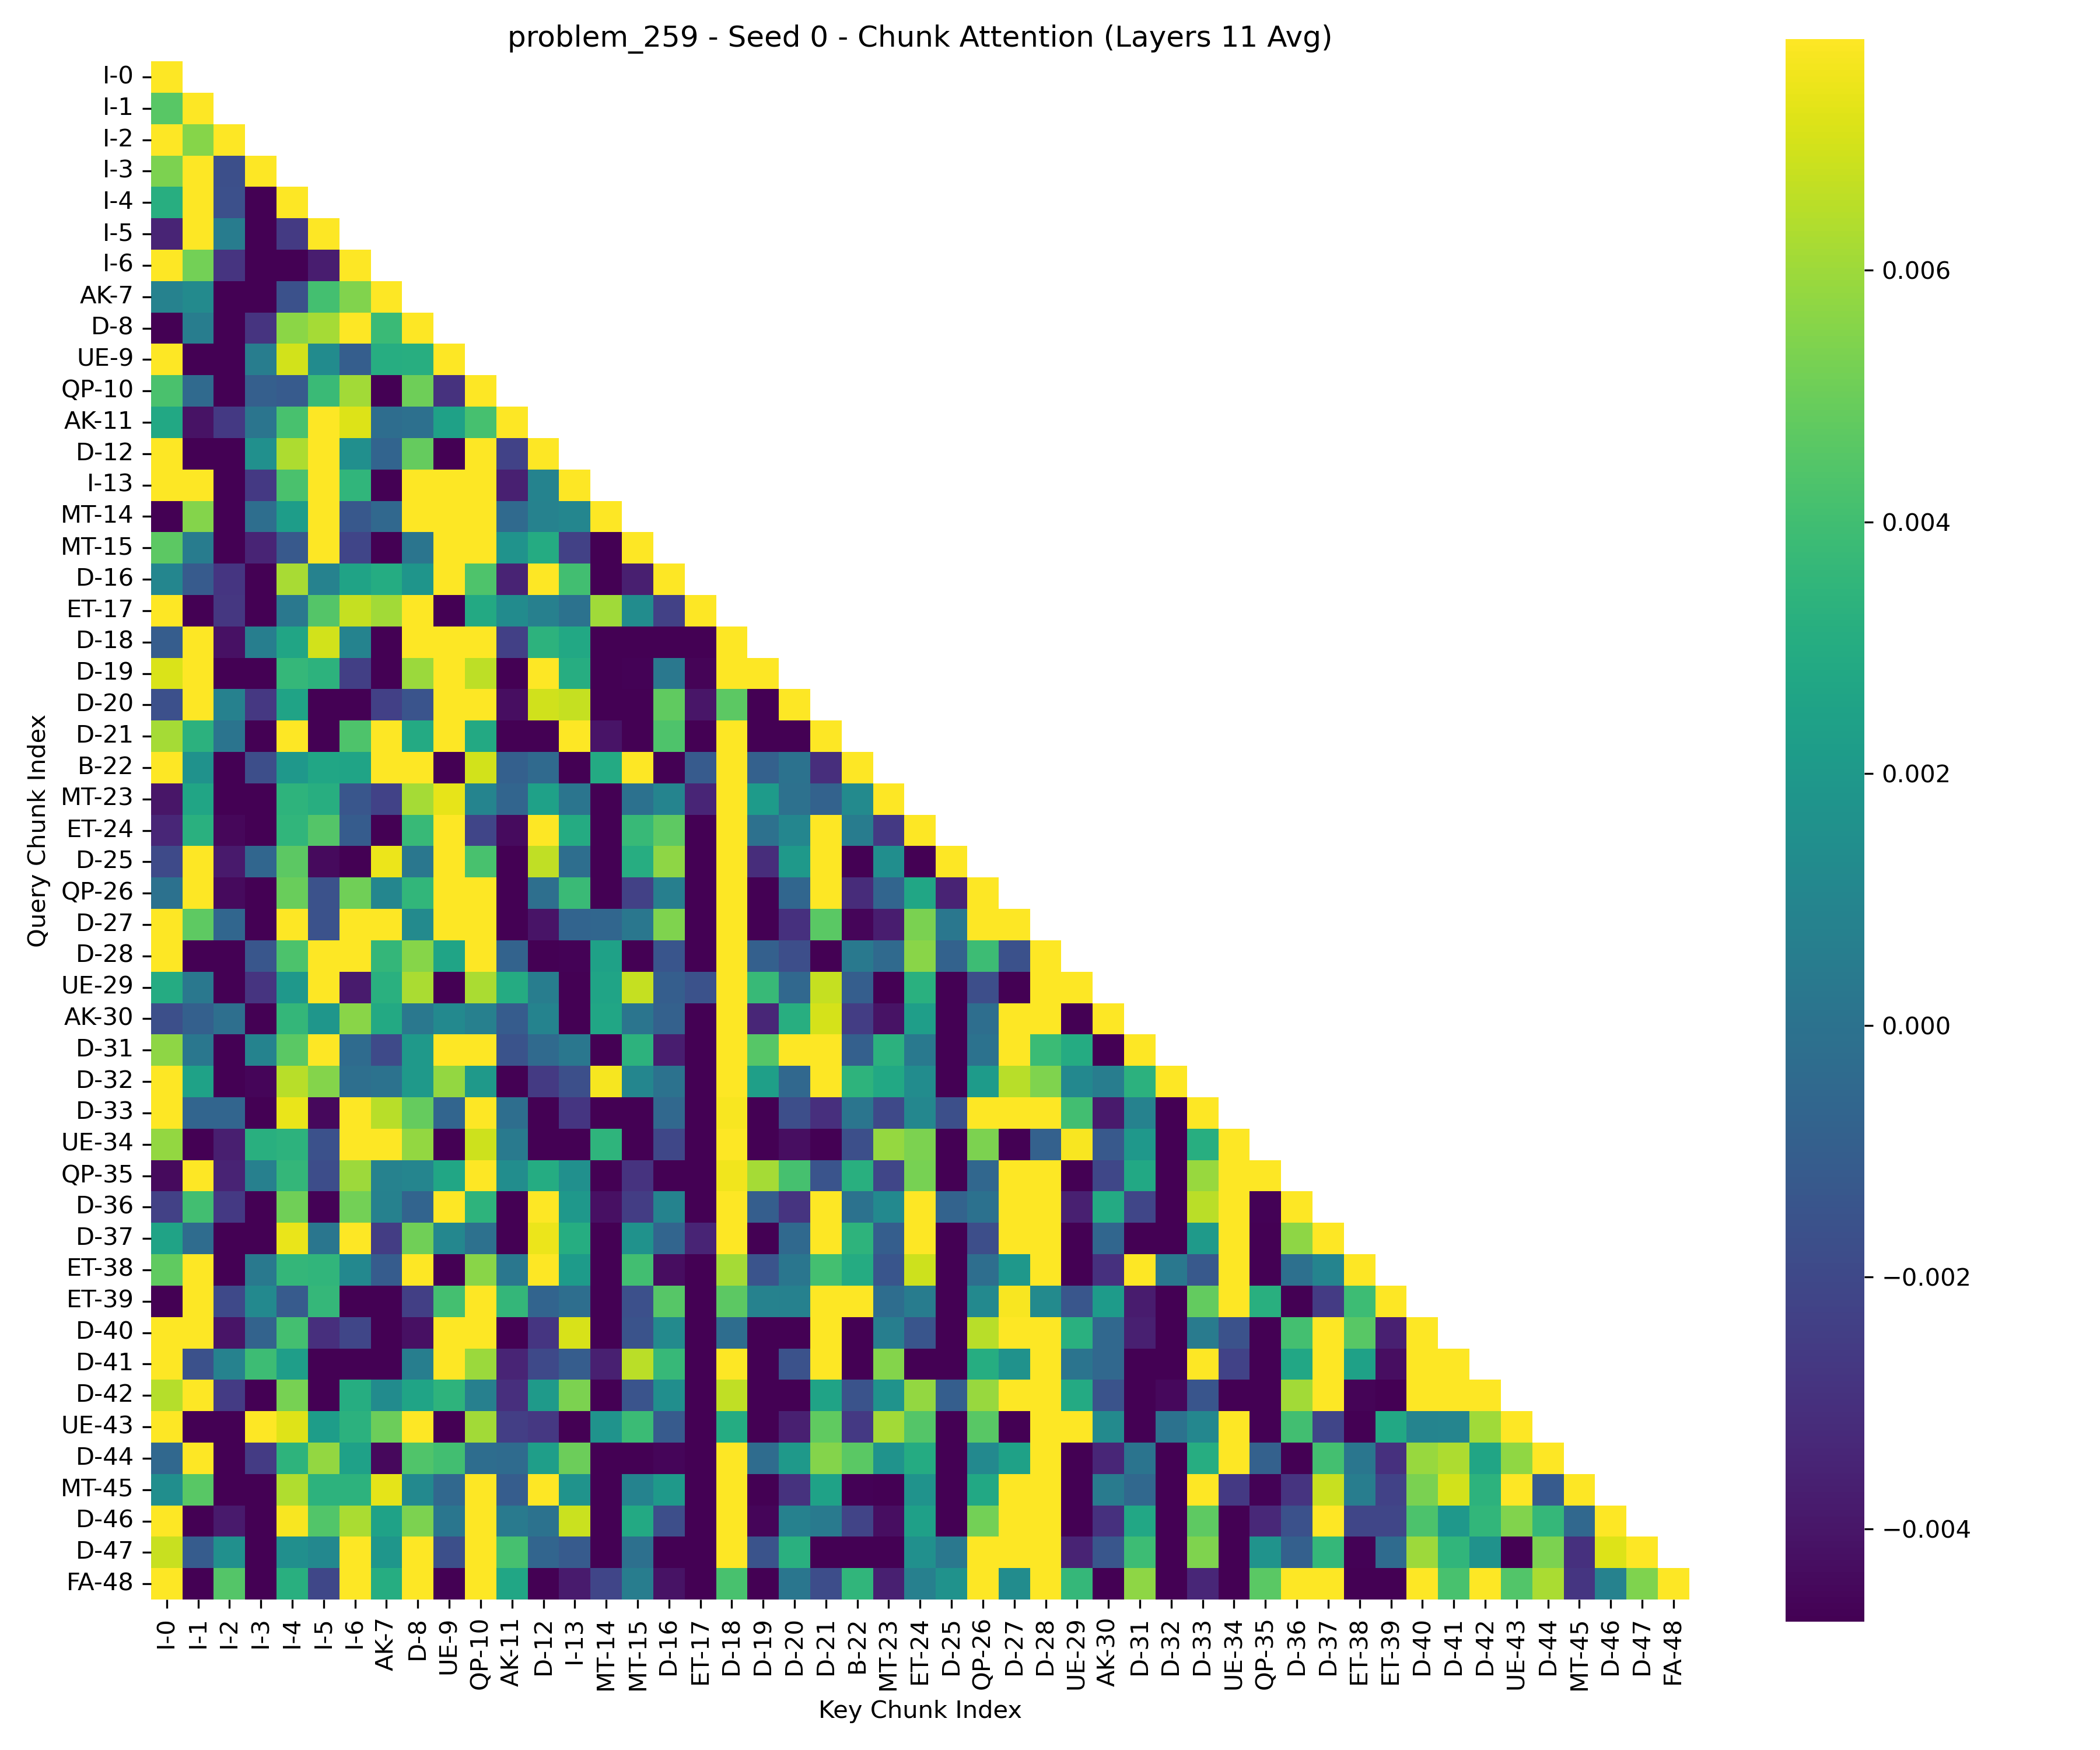 problem_259 - Seed 0 - Chunk Attention (Layers 11 Avg)
Query Chunk Index
I-0
I-1
I-2
I-3
I-4
I-5
I-6
AK-7
D-8
UE-9
QP-10
AK-11
D-12
I-13
MT-14
MT-15
D-16
ET-17
D-18
D-19
D-20
D-21
B-22
MT-23
ET-24
D-25
QP-26
D-27
D-28
UE-29
AK-30
D-31
D-32
D-33
UE-34
QP-35
D-36
D-37
ET-38
ET-39
D-40
D-41
D-42
UE-43
D-44
MT-45
D-46
D-47
FA-48
I-0 I-1 I-2 I-3 I-4 I-5 I-6 AK-7 D-8 UE-9 QP-10 AK-11 D-12 I-13 MT-14 MT-15 D-16 ET-17 D-18 D-19 D-20 D-21 B-22 MT-23 ET-24 D-25 QP-26 D-27 D-28 UE-29 AK-30 D-31 D-32 D-33 UE-34 QP-35 D-36 D-37 ET-38 ET-39 D-40 D-41 D-42 UE-43 D-44 MT-45 D-46 D-47 FA-48
Key Chunk Index
0.006
0.004
0.002
0.000
−0.002
−0.004